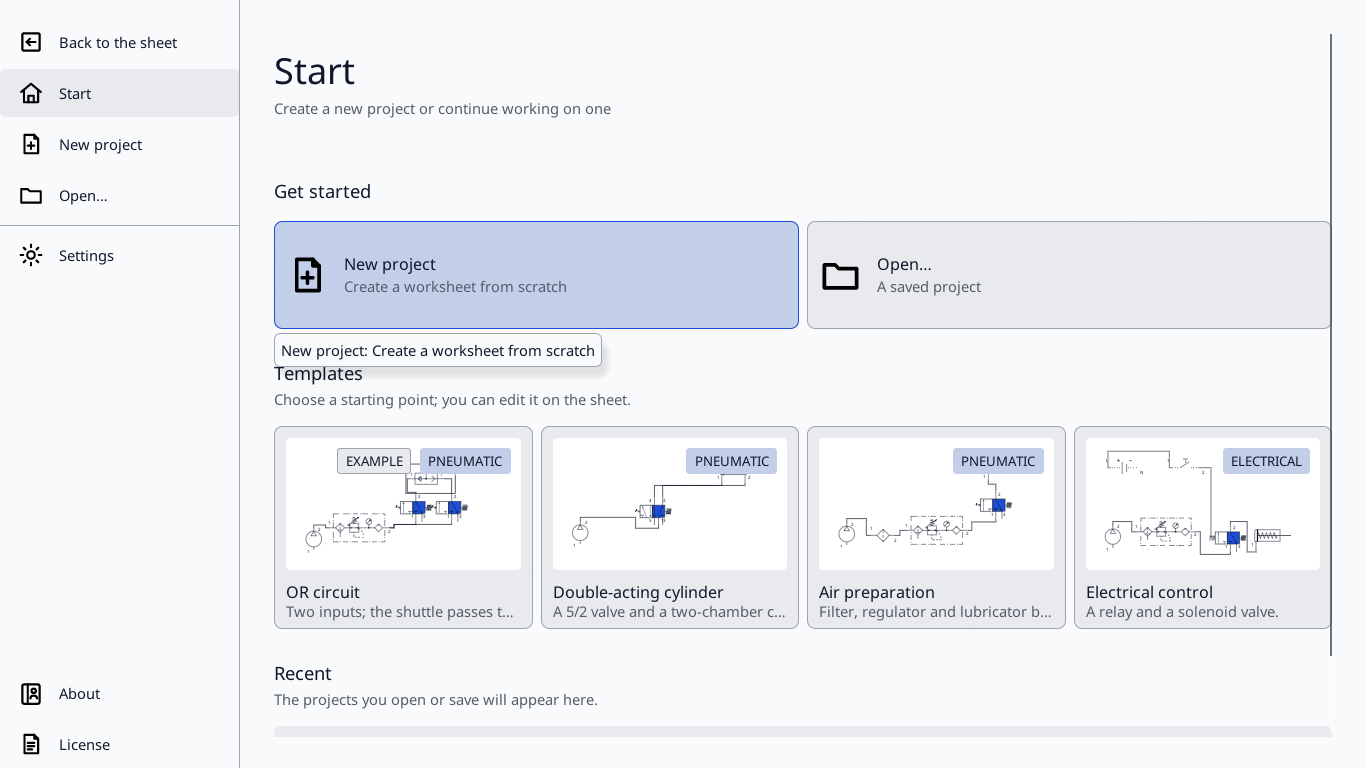 Back to the sheet
Start
New project
Open...
Settings
About
License
Start
Create a new project or continue working on one
Get started
New project
Create a worksheet from scratch
Open...
A saved project
New project: Create a worksheet from scratch
Templates
Choose a starting point; you can edit it on the sheet.
EXAMPLE
PNEUMATIC
OR circuit
Two inputs; the shuttle passes t...
PNEUMATIC
Double-acting cylinder
A 5/2 valve and a two-chamber c...
PNEUMATIC
Air preparation
Filter, regulator and lubricator b...
ELECTRICAL
Electrical control
A relay and a solenoid valve.
Recent
The projects you open or save will appear here.